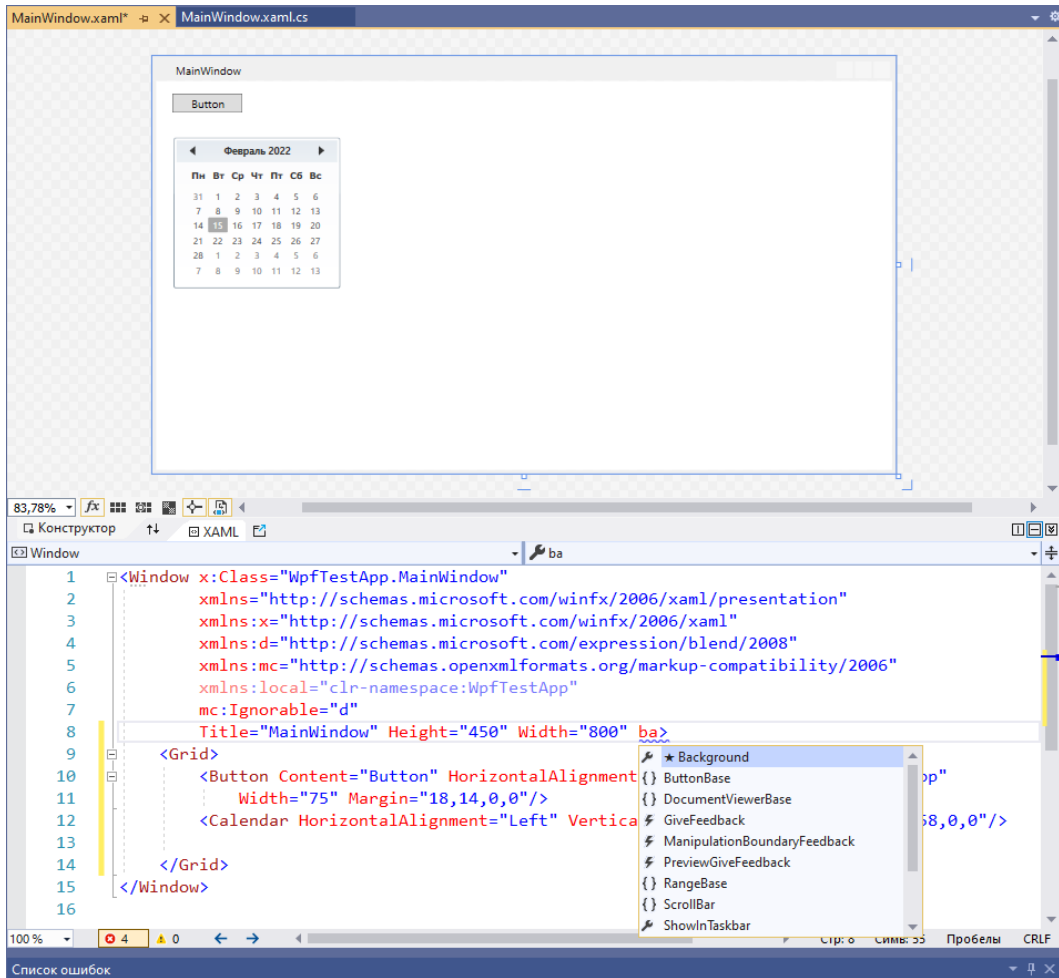 MainWindow.xaml* MainWindow.xaml.cs
MainWindow
Button
Февраль 2022
Пн Вт Ср Чт Пт Сб Вс
31 1 2 3 4 5 6
7 8 9 10 11 12 13
14 15 16 17 18 19 20
21 22 23 24 25 26 27
28 1 2 3 4 5 6
7 8 9 10 11 12 13
83,78% fx
Конструктор XAML
Window ba
1 <Window x:Class="WpfTestApp.MainWindow"
2 xmlns="http://schemas.microsoft.com/winfx/2006/xaml/presentation"
3 xmlns:x="http://schemas.microsoft.com/winfx/2006/xaml"
4 xmlns:d="http://schemas.microsoft.com/expression/blend/2008"
5 xmlns:mc="http://schemas.openxmlformats.org/markup-compatibility/2006"
6 xmlns:local="clr-namespace:WpfTestApp"
7 mc:Ignorable="d"
8 Title="MainWindow" Height="450" Width="800" ba>
9 <Grid>
10 <Button Content="Button" HorizontalAlignment op"
11 Width="75" Margin="18,14,0,0"/>
12 <Calendar HorizontalAlignment="Left" Vertica 58,0,0"/>
13
14 </Grid>
15 </Window>
16
★ Background
{} ButtonBase
{} DocumentViewerBase
GiveFeedback
ManipulationBoundaryFeedback
PreviewGiveFeedback
{} RangeBase
{} ScrollBar
ShowInTaskbar
100 % 4 0 Стр: 8 Симв: 55 Пробелы CRLF
Список ошибок